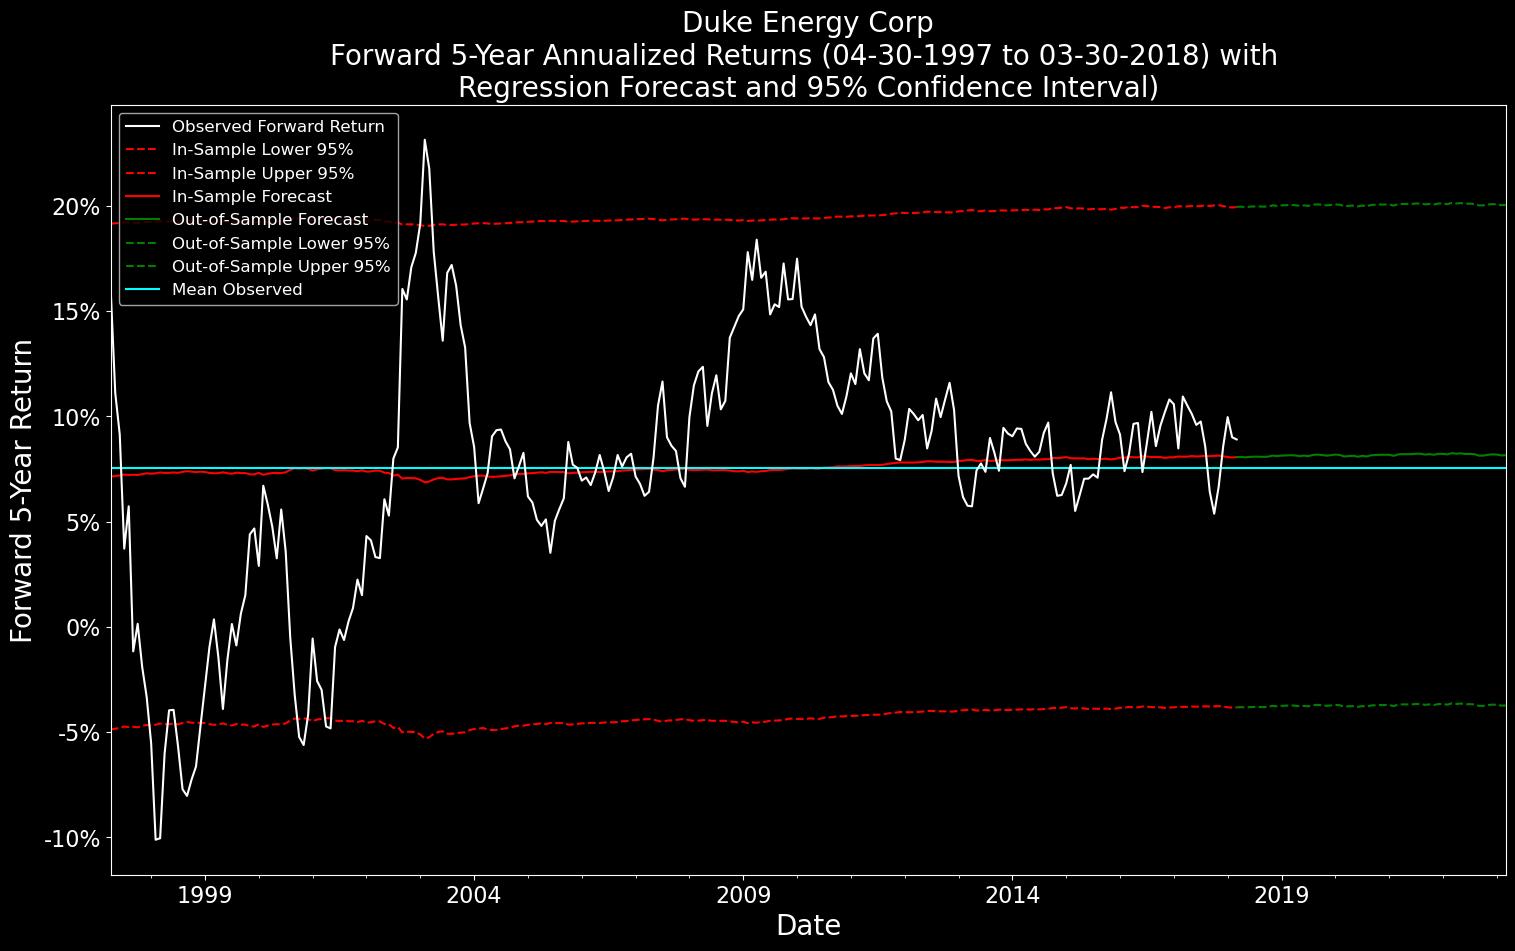 Duke Energy Corp
Forward 5-Year Annualized Returns (04-30-1997 to 03-30-2018) with
Regression Forecast and 95% Confidence Interval)
Observed Forward Return
In-Sample Lower 95%
In-Sample Upper 95%
In-Sample Forecast
Out-of-Sample Forecast
Out-of-Sample Lower 95%
Out-of-Sample Upper 95%
Mean Observed
Forward 5-Year Return
20%
15%
10%
5%
0%
-5%
-10%
1999
2004
2009
2014
2019
Date